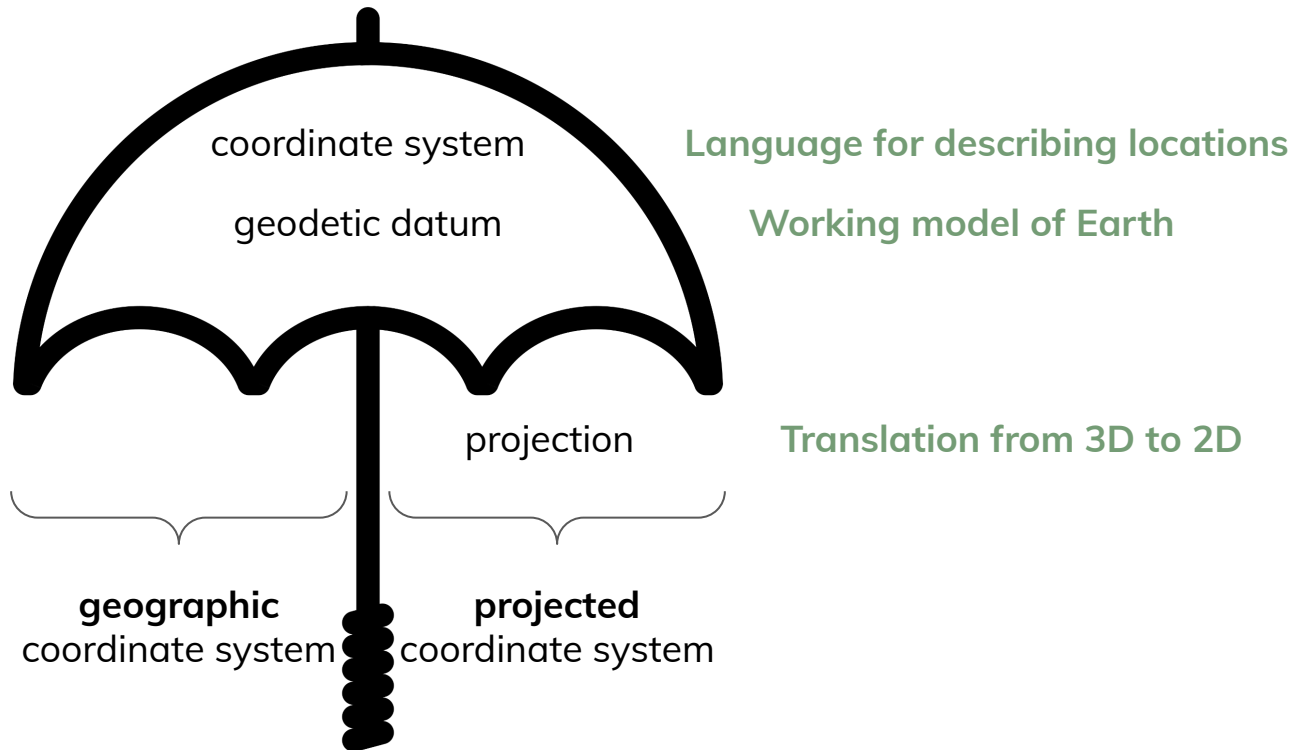 coordinate system
Language for describing locations
geodetic datum
Working model of Earth
projection
Translation from 3D to 2D
geographic
coordinate system
projected
coordinate system